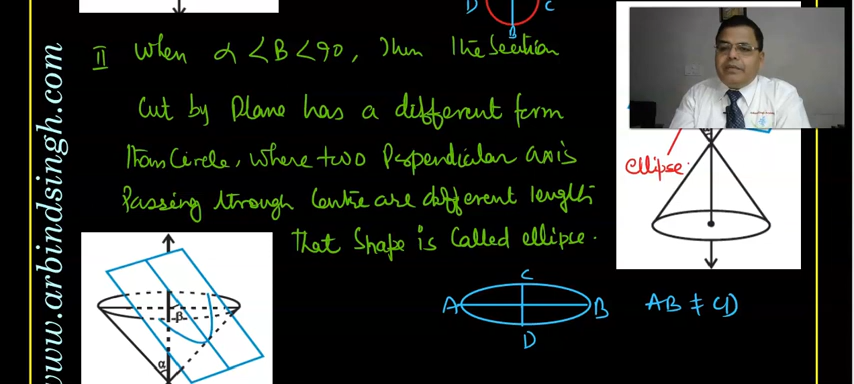 D C
B
II When α < B < 90, Then the Section
Cut by Plane has a different form
than Circle, where two Perpendicular axis
Passing through Centre are different length
That Shape is Called ellipse.
ellipse
C
A B AB ≠ CD
D
β
α
www.arbindsingh.com